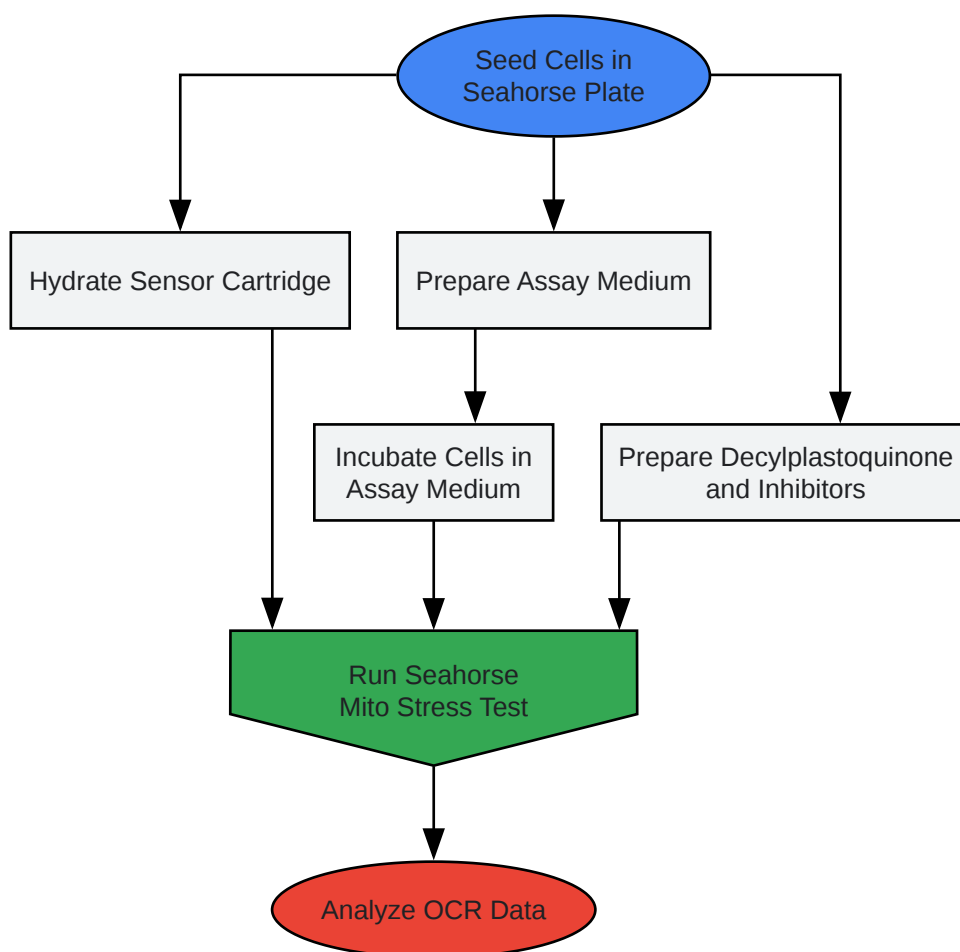 Seed Cells in
Seahorse Plate
Hydrate Sensor Cartridge
Prepare Assay Medium
Incubate Cells in
Assay Medium
Prepare Decylplastoquinone
and Inhibitors
Run Seahorse
Mito Stress Test
Analyze OCR Data